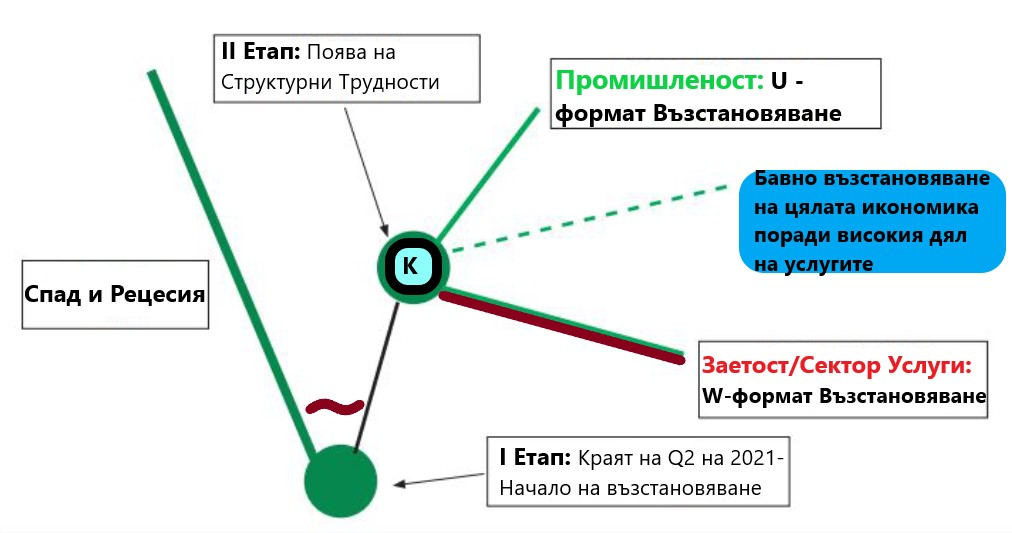 II Етап: Поява на
Структурни Трудности
Промишленост: U -
формат Възстановяване
Бавно възстановяване
на цялата икономика
поради високия дял
на услугите
K
Спад и Рецесия
Заетост/Сектор Услуги:
W-формат Възстановяване
I Етап: Краят на Q2 на 2021-
Начало на възстановяване